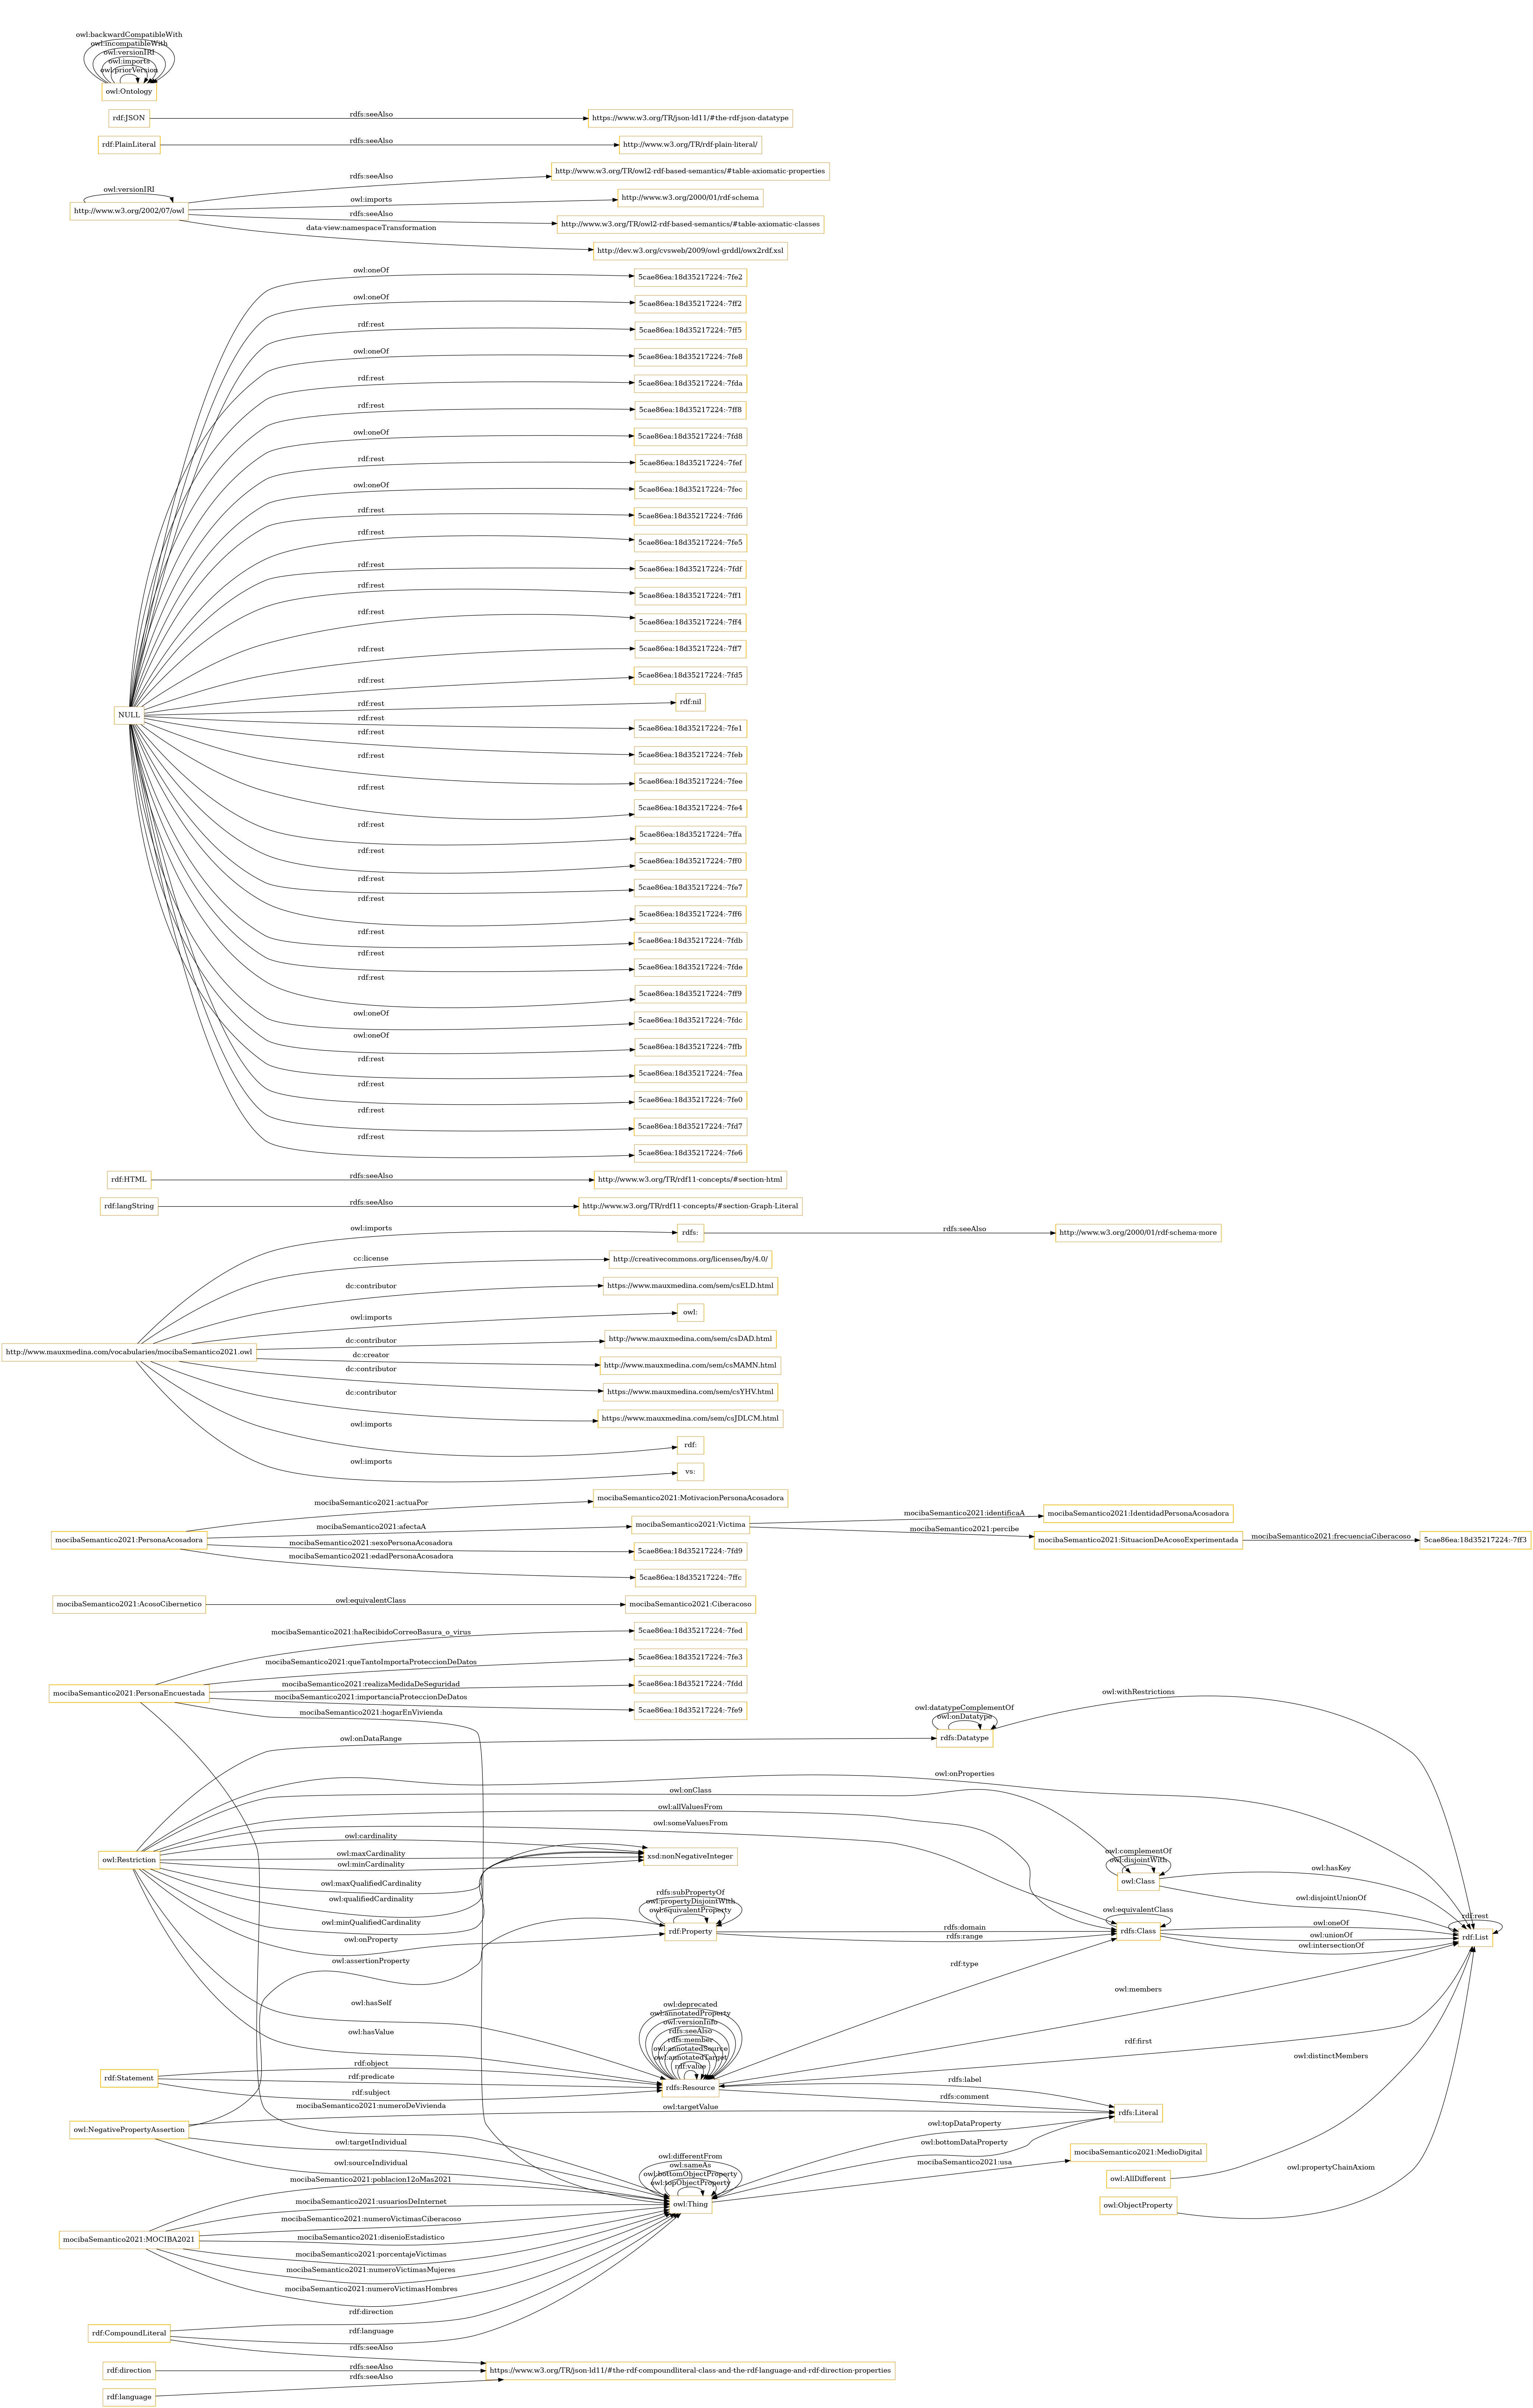 owl:backwardCompatibleWith
owl:incompatibleWith
owl:versionIRI
owl:imports
owl:priorVersion
owl:Ontology
rdf:JSON
rdfs:seeAlso
https://www.w3.org/TR/json-ld11/#the-rdf-json-datatype
rdf:PlainLiteral
rdfs:seeAlso
http://www.w3.org/TR/rdf-plain-literal/
owl:versionIRI
http://www.w3.org/2002/07/owl
rdfs:seeAlso
http://www.w3.org/TR/owl2-rdf-based-semantics/#table-axiomatic-properties
owl:imports
http://www.w3.org/2000/01/rdf-schema
rdfs:seeAlso
http://www.w3.org/TR/owl2-rdf-based-semantics/#table-axiomatic-classes
data-view:namespaceTransformation
http://dev.w3.org/cvsweb/2009/owl-grddl/owx2rdf.xsl
NULL
owl:oneOf
5cae86ea:18d35217224:-7fe2
owl:oneOf
5cae86ea:18d35217224:-7ff2
rdf:rest
5cae86ea:18d35217224:-7ff5
owl:oneOf
5cae86ea:18d35217224:-7fe8
rdf:rest
5cae86ea:18d35217224:-7fda
rdf:rest
5cae86ea:18d35217224:-7ff8
owl:oneOf
5cae86ea:18d35217224:-7fd8
rdf:rest
5cae86ea:18d35217224:-7fef
owl:oneOf
5cae86ea:18d35217224:-7fec
rdf:rest
5cae86ea:18d35217224:-7fd6
rdf:rest
5cae86ea:18d35217224:-7fe5
rdf:rest
5cae86ea:18d35217224:-7fdf
rdf:rest
5cae86ea:18d35217224:-7ff1
rdf:rest
5cae86ea:18d35217224:-7ff4
rdf:rest
5cae86ea:18d35217224:-7ff7
rdf:rest
5cae86ea:18d35217224:-7fd5
rdf:rest
rdf:nil
rdf:rest
5cae86ea:18d35217224:-7fe1
rdf:rest
5cae86ea:18d35217224:-7feb
rdf:rest
5cae86ea:18d35217224:-7fee
rdf:rest
5cae86ea:18d35217224:-7fe4
rdf:rest
5cae86ea:18d35217224:-7ffa
rdf:rest
5cae86ea:18d35217224:-7ff0
rdf:rest
5cae86ea:18d35217224:-7fe7
rdf:rest
5cae86ea:18d35217224:-7ff6
rdf:rest
5cae86ea:18d35217224:-7fdb
rdf:rest
5cae86ea:18d35217224:-7fde
rdf:rest
5cae86ea:18d35217224:-7ff9
owl:oneOf
5cae86ea:18d35217224:-7fdc
owl:oneOf
5cae86ea:18d35217224:-7ffb
rdf:rest
5cae86ea:18d35217224:-7fea
rdf:rest
5cae86ea:18d35217224:-7fe0
rdf:rest
5cae86ea:18d35217224:-7fd7
rdf:rest
5cae86ea:18d35217224:-7fe6
rdf:HTML
rdfs:seeAlso
http://www.w3.org/TR/rdf11-concepts/#section-html
rdf:langString
rdfs:seeAlso
http://www.w3.org/TR/rdf11-concepts/#section-Graph-Literal
http://www.mauxmedina.com/vocabularies/mocibaSemantico2021.owl
owl:imports
rdfs:
rdfs:seeAlso
http://www.w3.org/2000/01/rdf-schema-more
cc:license
http://creativecommons.org/licenses/by/4.0/
dc:contributor
https://www.mauxmedina.com/sem/csELD.html
owl:imports
owl:
dc:contributor
http://www.mauxmedina.com/sem/csDAD.html
dc:creator
http://www.mauxmedina.com/sem/csMAMN.html
dc:contributor
https://www.mauxmedina.com/sem/csYHV.html
dc:contributor
https://www.mauxmedina.com/sem/csJDLCM.html
owl:imports
rdf:
owl:imports
vs:
mocibaSemantico2021:PersonaAcosadora
mocibaSemantico2021:actuaPor
mocibaSemantico2021:MotivacionPersonaAcosadora
mocibaSemantico2021:afectaA
mocibaSemantico2021:Victima
mocibaSemantico2021:identificaA
mocibaSemantico2021:IdentidadPersonaAcosadora
mocibaSemantico2021:percibe
mocibaSemantico2021:SituacionDeAcosoExperimentada
mocibaSemantico2021:frecuenciaCiberacoso
5cae86ea:18d35217224:-7ff3
mocibaSemantico2021:sexoPersonaAcosadora
5cae86ea:18d35217224:-7fd9
mocibaSemantico2021:edadPersonaAcosadora
5cae86ea:18d35217224:-7ffc
mocibaSemantico2021:AcosoCibernetico
owl:equivalentClass
mocibaSemantico2021:Ciberacoso
mocibaSemantico2021:PersonaEncuestada
mocibaSemantico2021:haRecibidoCorreoBasura_o_virus
5cae86ea:18d35217224:-7fed
mocibaSemantico2021:queTantoImportaProteccionDeDatos
5cae86ea:18d35217224:-7fe3
mocibaSemantico2021:realizaMedidaDeSeguridad
5cae86ea:18d35217224:-7fdd
mocibaSemantico2021:importanciaProteccionDeDatos
5cae86ea:18d35217224:-7fe9
mocibaSemantico2021:hogarEnVivienda
owl:withRestrictions
owl:datatypeComplementOf
owl:onDatatype
rdfs:Datatype
owl:onDataRange
owl:onProperties
owl:onClass
owl:allValuesFrom
owl:someValuesFrom
owl:Restriction
owl:cardinality
owl:maxCardinality
owl:minCardinality
xsd:nonNegativeInteger
owl:maxQualifiedCardinality
owl:qualifiedCardinality
owl:minQualifiedCardinality
owl:onProperty
owl:assertionProperty
owl:complementOf
owl:disjointWith
owl:Class
owl:hasKey
owl:disjointUnionOf
rdfs:subPropertyOf
owl:propertyDisjointWith
owl:equivalentProperty
rdf:Property
rdfs:domain
rdfs:range
owl:equivalentClass
rdfs:Class
owl:oneOf
owl:unionOf
owl:intersectionOf
rdf:rest
rdf:List
rdf:type
owl:members
owl:hasSelf
owl:hasValue
owl:deprecated
owl:annotatedProperty
owl:versionInfo
rdfs:seeAlso
rdfs:member
owl:annotatedSource
owl:annotatedTarget
rdf:value
rdfs:Resource
rdf:first
rdf:Statement
rdf:object
rdf:predicate
rdf:subject
mocibaSemantico2021:numeroDeVivienda
rdfs:label
rdfs:comment
rdfs:Literal
owl:distinctMembers
owl:NegativePropertyAssertion
owl:targetValue
owl:targetIndividual
owl:sourceIndividual
owl:topDataProperty
owl:bottomDataProperty
mocibaSemantico2021:usa
mocibaSemantico2021:MedioDigital
owl:differentFrom
owl:sameAs
owl:bottomObjectProperty
owl:topObjectProperty
owl:Thing
owl:AllDifferent
owl:propertyChainAxiom
owl:ObjectProperty
mocibaSemantico2021:MOCIBA2021
mocibaSemantico2021:poblacion12oMas2021
mocibaSemantico2021:usuariosDeInternet
mocibaSemantico2021:numeroVictimasCiberacoso
mocibaSemantico2021:disenioEstadistico
mocibaSemantico2021:porcentajeVictimas
mocibaSemantico2021:numeroVictimasMujeres
mocibaSemantico2021:numeroVictimasHombres
rdf:CompoundLiteral
rdf:direction
rdf:language
rdfs:seeAlso
rdf:direction
rdfs:seeAlso
https://www.w3.org/TR/json-ld11/#the-rdf-compoundliteral-class-and-the-rdf-language-and-rdf-direction-properties
rdfs:seeAlso
rdf:language